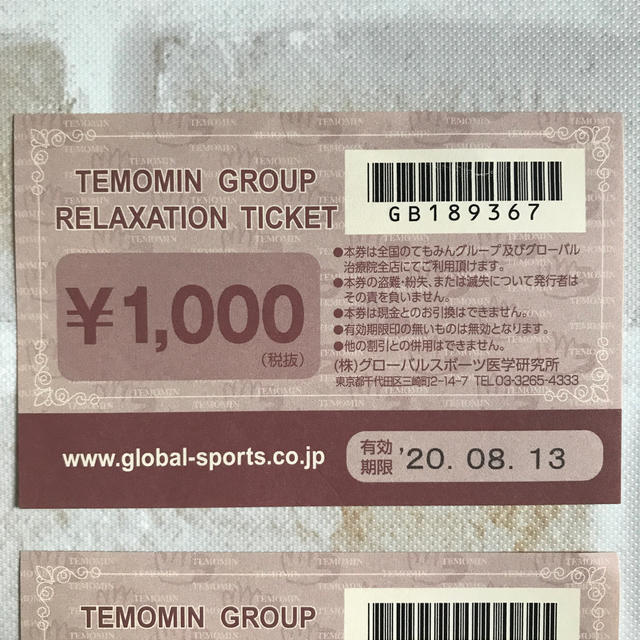 TEMOMIN GROUP
RELAXATION TICKET
GB189367
¥1,000
(税抜)
●本券は全国のてもみんグループ及びグローバル
治療院全店にてご利用頂けます。
●本券の盗難・紛失、または滅失について発行者は
その責を負いません。
●本券は現金とのお引換はできません。
●有効期限印の無いものは無効となります。
●他の割引との併用はできません。
(株)グローバルスポーツ医学研究所
東京都千代田区三崎町2-14-7 TEL 03-3265-4333
www.global-sports.co.jp
有効
期限
'20. 08. 13
TEMOMIN GROUP